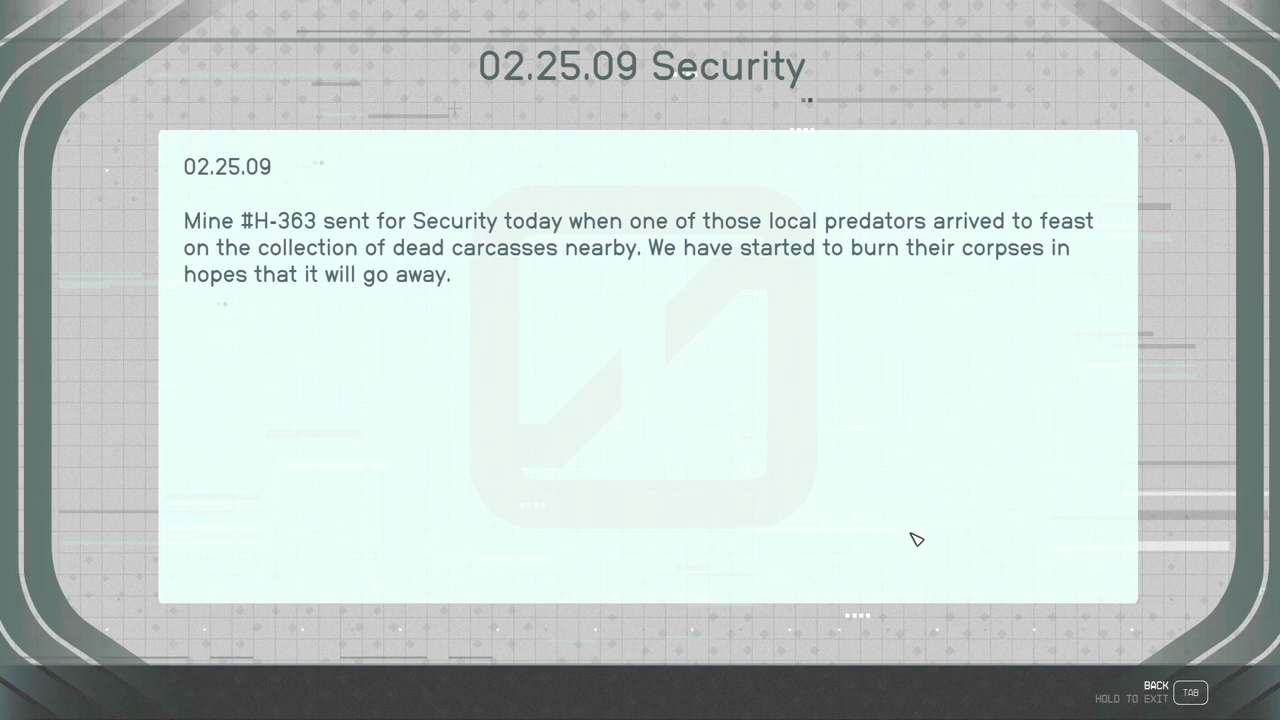 02.25.09 Security
02.25.09
Mine #H-363 sent for Security today when one of those local predators arrived to feast
on the collection of dead carcasses nearby. We have started to burn their corpses in
hopes that it will go away.
BACK
HOLD TO EXIT
TAB